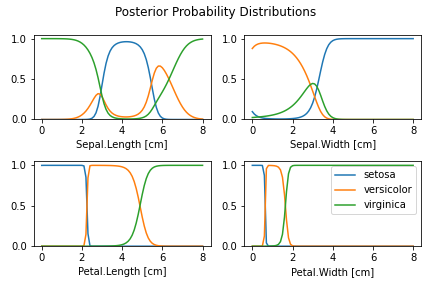 Posterior Probability Distributions
1.0
0.5
0.0
0 2 4 6 8
Sepal.Length [cm]
1.0
0.5
0.0
0 2 4 6 8
Sepal.Width [cm]
1.0
0.5
0.0
0 2 4 6 8
Petal.Length [cm]
1.0
0.5
0.0
0 2 4 6 8
Petal.Width [cm]
setosa
versicolor
virginica